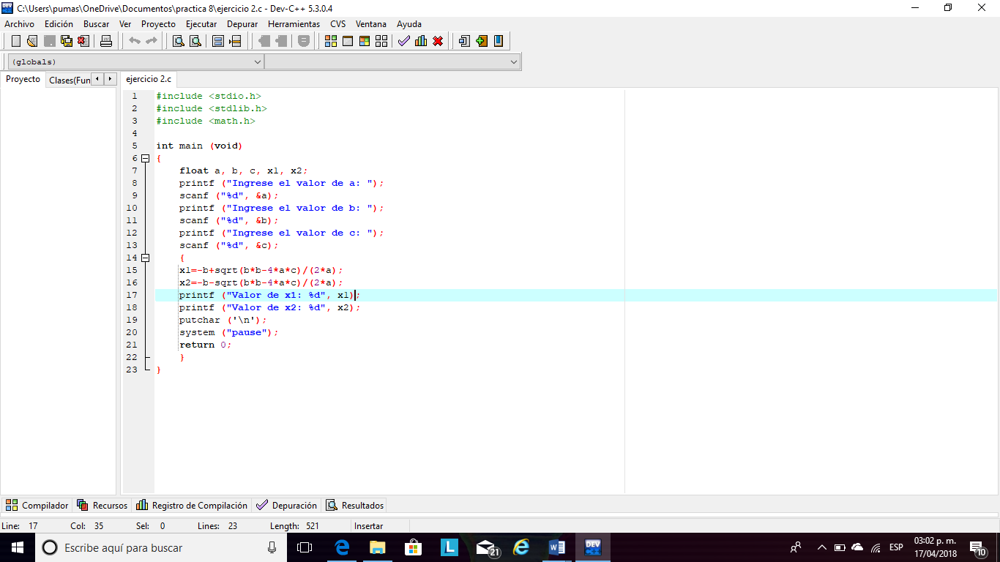 C:\Users\pumas\OneDrive\Documentos\practica 8\ejercicio 2.c - Dev-C++ 5.3.0.4
Archivo Edición Buscar Ver Proyecto Ejecutar Depurar Herramientas CVS Ventana Ayuda
(globals)
Proyecto Clases(Fun ejercicio 2.c
1 #include <stdio.h>
2 #include <stdlib.h>
3 #include <math.h>
4
5 int main (void)
6 {
7 float a, b, c, x1, x2;
8 printf ("Ingrese el valor de a: ");
9 scanf ("%d", &a);
10 printf ("Ingrese el valor de b: ");
11 scanf ("%d", &b);
12 printf ("Ingrese el valor de c: ");
13 scanf ("%d", &c);
14 {
15 x1=-b+sqrt(b*b-4*a*c)/(2*a);
16 x2=-b-sqrt(b*b-4*a*c)/(2*a);
17 printf ("Valor de x1: %d", x1);
18 printf ("Valor de x2: %d", x2);
19 putchar ('\n');
20 system ("pause");
21 return 0;
22 }
23 }
Compilador Recursos Registro de Compilación Depuración Resultados
Line: 17 Col: 35 Sel: 0 Lines: 23 Length: 521 Insertar
Escribe aquí para buscar
L
21
DEV
ESP
03:02 p. m.
17/04/2018
10